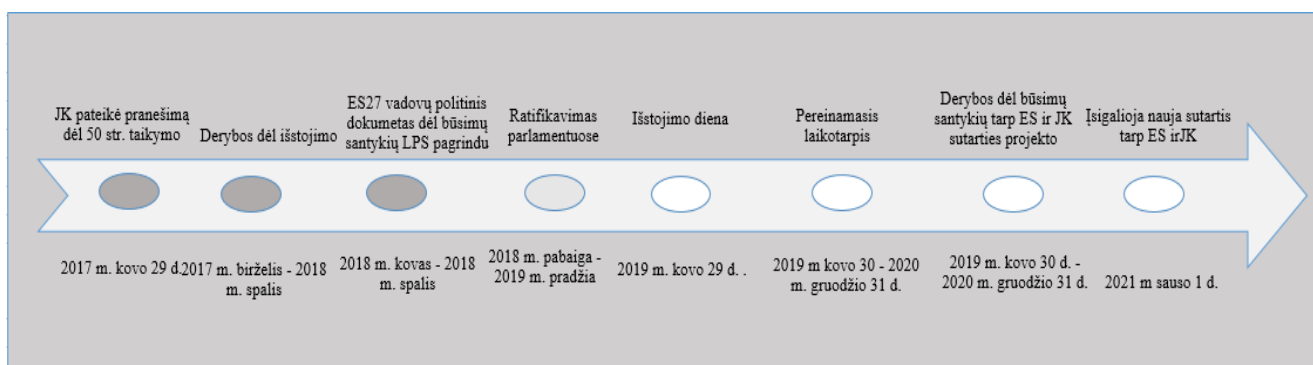 JK pateikė pranešimą
dėl 50 str. taikymo
Derybos dėl išstojimo
ES27 vadovų politinis
dokumetas dėl būsimų
santykių LPS pagrindu
Ratifikavimas
parlamentuose
Išstojimo diena
Pereinamasis
laikotarpis
Derybos dėl būsimų
santykių tarp ES ir JK
sutarties projekto
Įsigalioja nauja sutartis
tarp ES irJK
2017 m. kovo 29 d.
2017 m. birželis - 2018
m. spalis
2018 m. kovas - 2018
m. spalis
2018 m. pabaiga -
2019 m. pradžia
2019 m. kovo 29 d. .
2019 m kovo 30 - 2020
m. gruodžio 31 d.
2019 m. kovo 30 d. -
2020 m. gruodžio 31 d.
2021 m sauso 1 d.